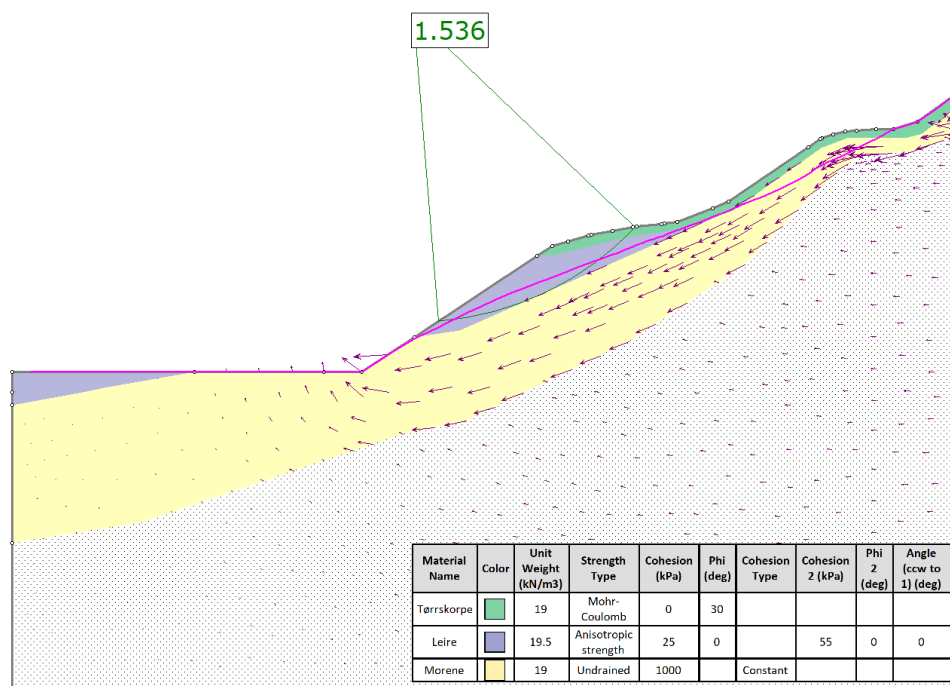 1.536
Material Name Color Unit Weight (kN/m3) Strength Type Cohesion (kPa) Phi (deg) Cohesion Type Cohesion 2 (kPa) Phi 2 (deg) Angle (ccw to 1) (deg)
Tørrskorpe 19 Mohr-Coulomb 0 30
Leire 19.5 Anisotropic strength 25 0 55 0 0
Morene 19 Undrained 1000 Constant